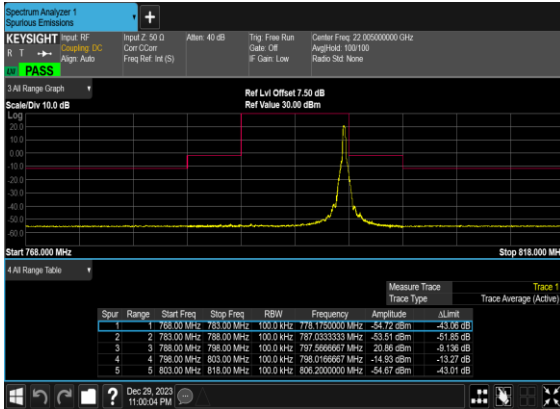 Spectrum Analyzer 1
Spurious Emissions
KEYSIGHT
R T
Input: RF
Coupling: DC
Align: Auto
Input Z: 50 Ω
Corr CCorr
Freq Ref: Int (S)
Atten: 40 dB
Trig: Free Run
Gate: Off
IF Gain: Low
Center Freq: 22.005000000 GHz
Avg|Hold: 100/100
Radio Std: None
PASS
3 All Range Graph
Scale/Div 10.0 dB
Ref Lvl Offset 7.50 dB
Ref Value 30.00 dBm
Log
20.0
10.0
0.00
-10.0
-20.0
-30.0
-40.0
-50.0
-60.0
Start 768.000 MHz
Stop 818.000 MHz
4 All Range Table
Measure Trace Trace 1
Trace Type Trace Average (Active)
Spur Range Start Freq Stop Freq RBW Frequency Amplitude ΔLimit
1 1 768.00 MHz 783.00 MHz 100.0 kHz 778.1750000 MHz -54.72 dBm -43.06 dB
2 2 783.00 MHz 788.00 MHz 100.0 kHz 787.0333333 MHz -53.51 dBm -51.85 dB
3 3 788.00 MHz 798.00 MHz 100.0 kHz 797.5666667 MHz 20.86 dBm -9.136 dB
4 4 798.00 MHz 803.00 MHz 100.0 kHz 798.0166667 MHz -14.93 dBm -13.27 dB
5 5 803.00 MHz 818.00 MHz 100.0 kHz 806.2000000 MHz -54.67 dBm -43.01 dB
Dec 29, 2023
11:00:04 PM